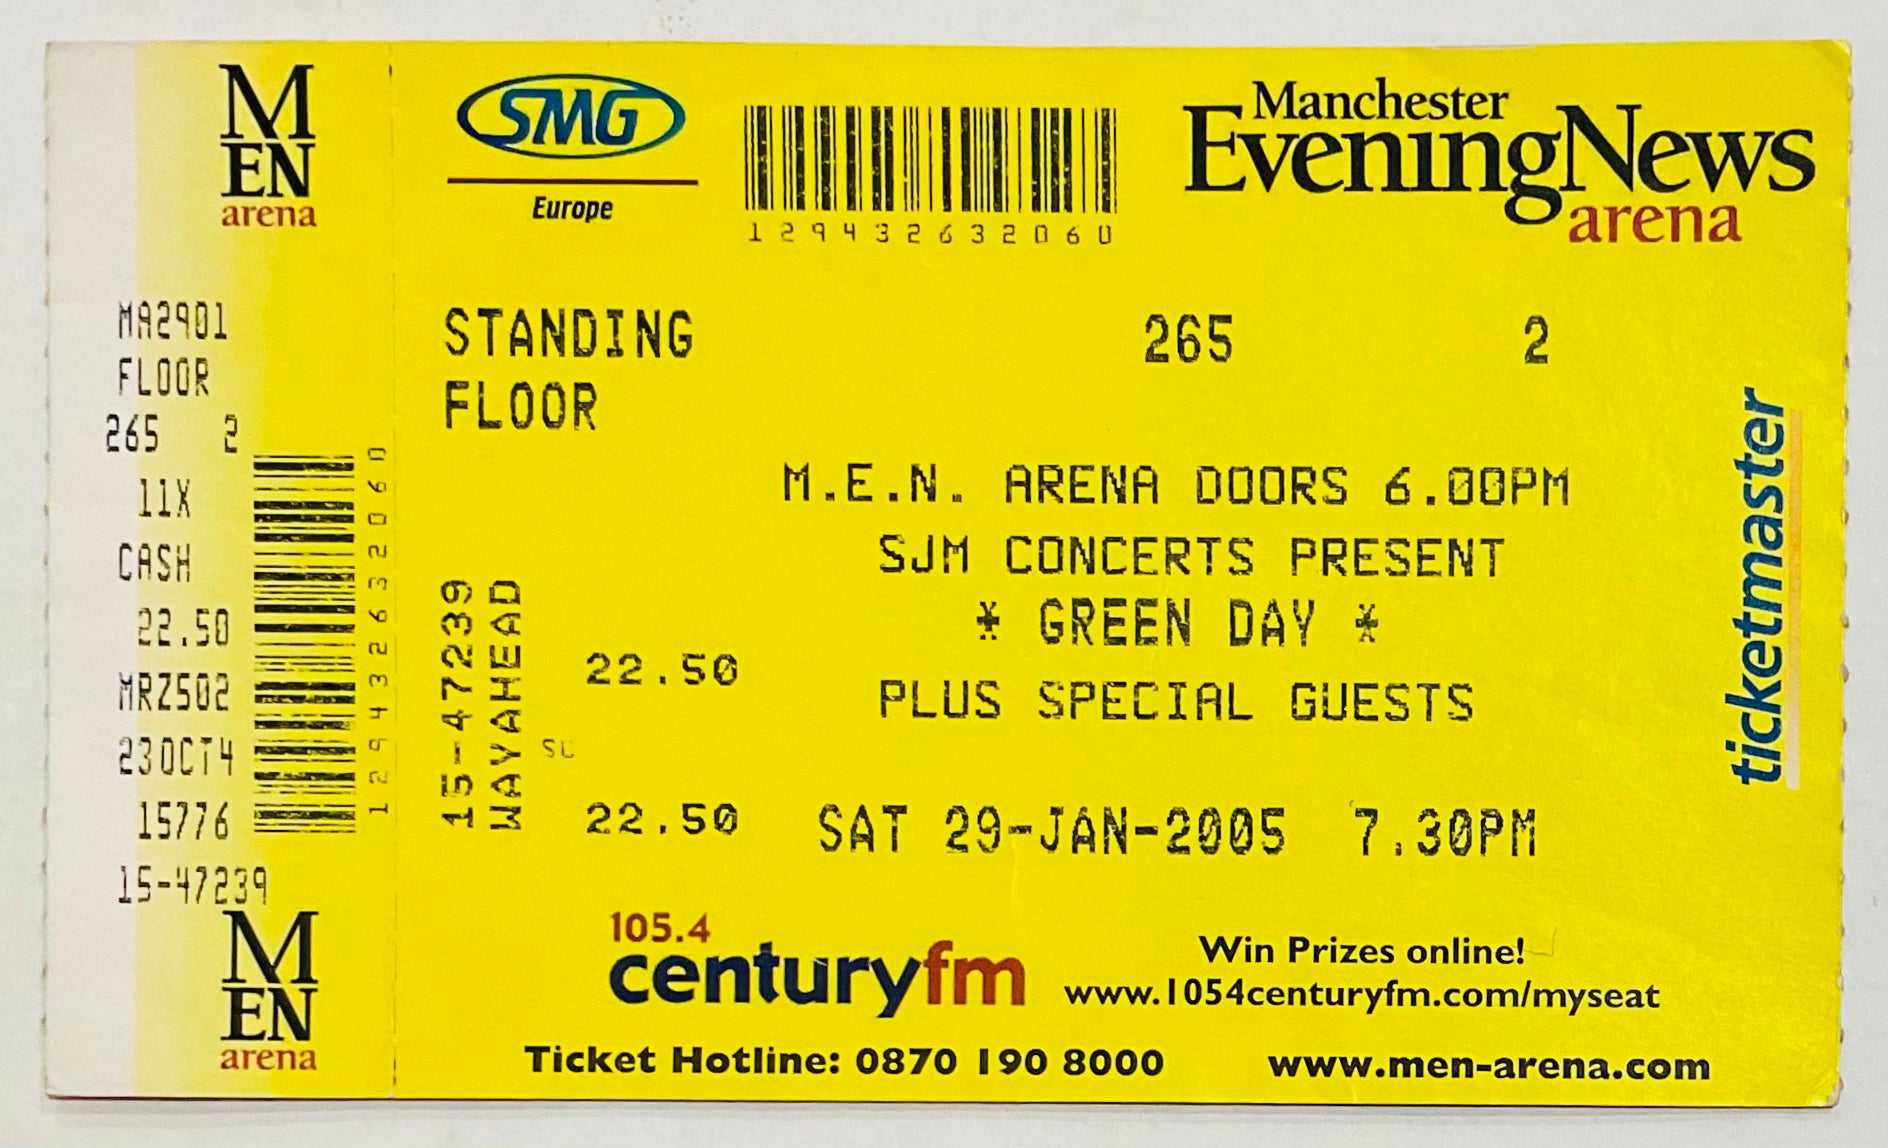 M
EN
arena
MA2901
FLOOR
265 2
11X
CASH
22.50
MRZ502
23OCT4
15776
15-47239
M
EN
arena
129432632060
SMG
Europe
129432632060
Manchester
EveningNews
arena
STANDING 265 2
FLOOR
M.E.N. ARENA DOORS 6.00PM
SJM CONCERTS PRESENT
* GREEN DAY *
PLUS SPECIAL GUESTS
15-47239
WAYAHEAD
22.50
22.50
SAT 29-JAN-2005 7.30PM
ticketmaster
105.4
centuryfm
Win Prizes online!
www.1054centuryfm.com/myseat
Ticket Hotline: 0870 190 8000
www.men-arena.com